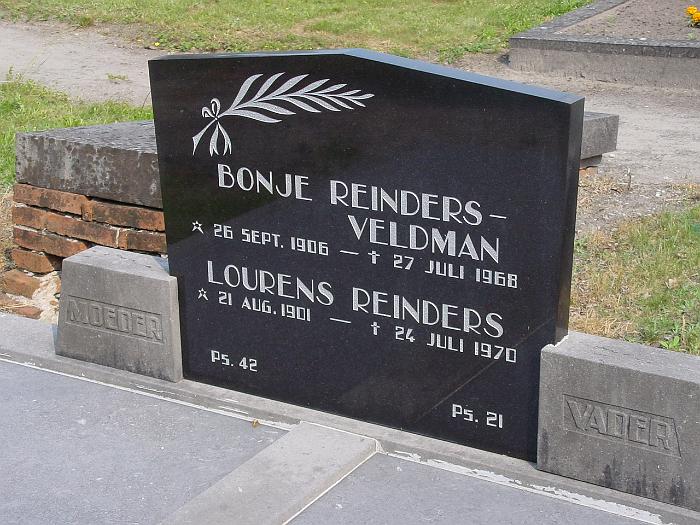 BONJE REINDERS-
VELDMAN
☆ 26 SEPT. 1906 — † 27 JULI 1968
LOURENS REINDERS
☆ 21 AUG. 1901 — † 24 JULI 1970
Ps. 42
Ps. 21
MOEDER
VADER